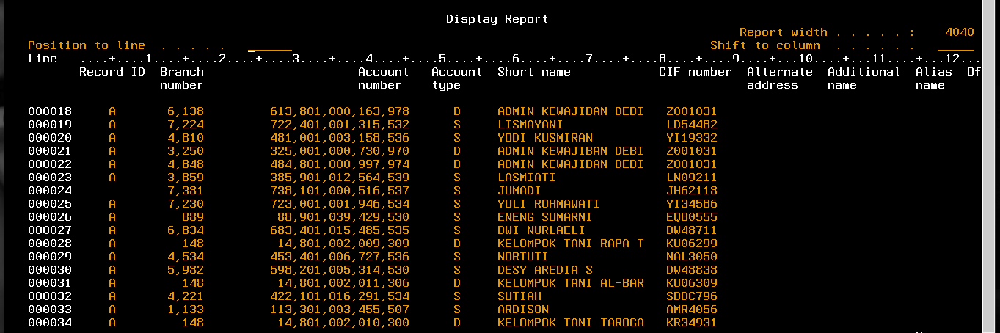 Display Report
Report width . . . . . . :    4040
Position to line  . . . . .   ______   Shift to column  . . . . . .   _____
Line   ....+....1....+....2....+....3....+....4....+....5....+....6....+....7....+....8....+....9....+...10....+...11....+...12...
Record ID  Branch  Account  Account  Short name  CIF number  Alternate  Additional  Alias  Of
number  number  type  address  name  name
000018  A  6,138  613,801,000,163,978  D  ADMIN KEWAJIBAN DEBI  Z001031
000019  A  7,224  722,401,001,315,532  S  LISMAYANI  LD54482
000020  A  4,810  481,001,003,158,536  S  YODI KUSMIRAN  YI19332
000021  A  3,250  325,001,000,730,970  D  ADMIN KEWAJIBAN DEBI  Z001031
000022  A  4,848  484,801,000,997,974  D  ADMIN KEWAJIBAN DEBI  Z001031
000023  A  3,859  385,901,012,564,539  S  LASMIATI  LN09211
000024  7,381  738,101,000,516,537  S  JUMADI  JH62118
000025  A  7,230  723,001,001,946,534  S  YULI ROHMAWATI  YI34586
000026  A  889  88,901,039,429,530  S  ENENG SUMARNI  EQ80555
000027  A  6,834  683,401,015,485,535  S  DWI NURLAELI  DW48711
000028  A  148  14,801,002,009,309  D  KELOMPOK TANI RAPA T  KU06299
000029  A  4,534  453,401,006,727,536  S  NORTUTI  NAL3050
000030  A  5,982  598,201,005,314,530  S  DESY AREDIA S  DW48838
000031  A  148  14,801,002,011,306  D  KELOMPOK TANI AL-BAR  KU06309
000032  A  4,221  422,101,016,291,534  S  SUTIAH  SDDC796
000033  A  1,133  113,301,003,455,507  S  ARDISON  AMR4056
000034  A  148  14,801,002,010,300  D  KELOMPOK TANI TAROGA  KR34931